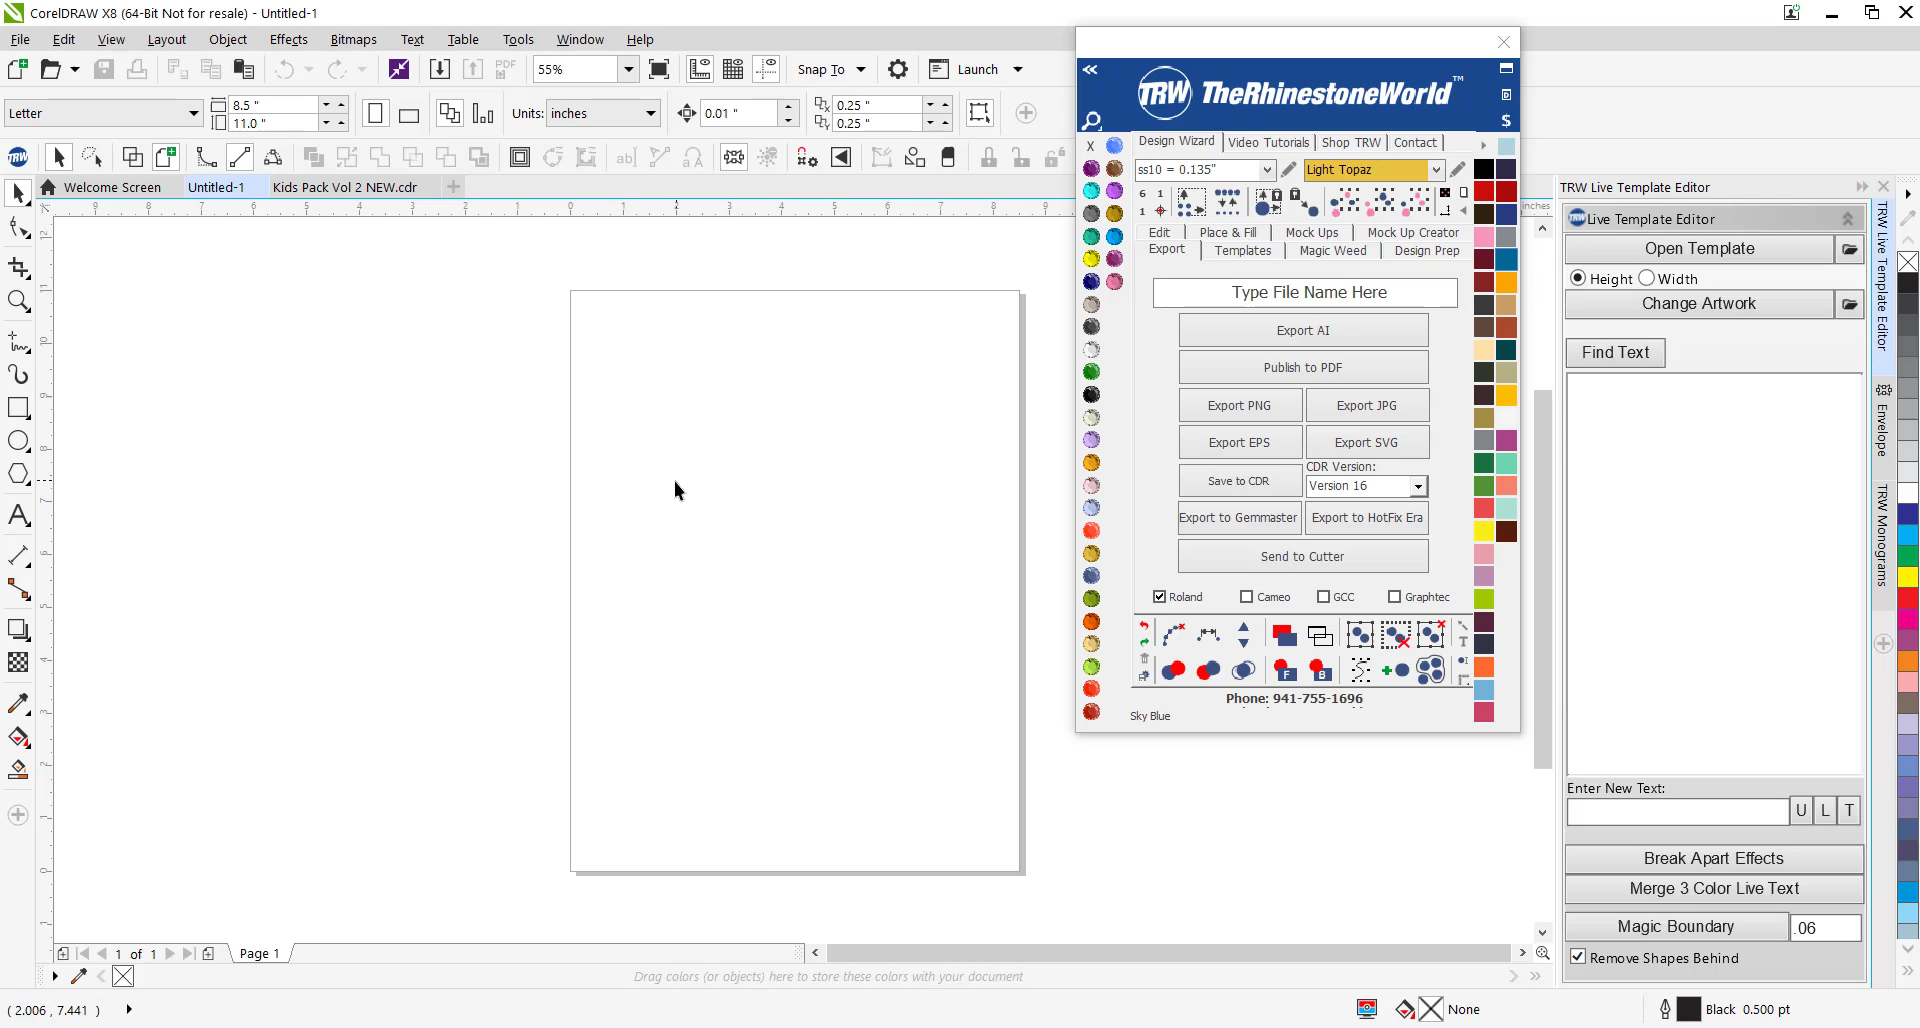 CorelDRAW X8 (64-Bit Not for resale) - Untitled-1
File Edit View Layout Object Effects Bitmaps Text Table Tools Window Help
PDF 55% Snap To Launch
Letter 8.5 " 11.0 " Units: inches 0.01 " 0.25 " 0.25 "
Welcome Screen Untitled-1 Kids Pack Vol 2 NEW.cdr
TRW TheRhinestoneWorld™
Design Wizard Video Tutorials Shop TRW Contact
ss10 = 0.135" Light Topaz
Edit Place & Fill Mock Ups Mock Up Creator
Export Templates Magic Weed Design Prep
Type File Name Here
Export AI
Publish to PDF
Export PNG Export JPG
Export EPS Export SVG
Save to CDR CDR Version: Version 16
Export to Gemmaster Export to HotFix Era
Send to Cutter
Roland Cameo GCC Graphtec
Phone: 941-755-1696
Sky Blue
TRW Live Template Editor
Live Template Editor
Open Template
Height Width
Change Artwork
Find Text
Enter New Text:
U L T
Break Apart Effects
Merge 3 Color Live Text
Magic Boundary .06
Remove Shapes Behind
TRW Live Template Editor
Envelope
TRW Monograms
1 of 1 Page 1
Drag colors (or objects) here to store these colors with your document
( 2.006 , 7.441 ) None Black 0.500 pt